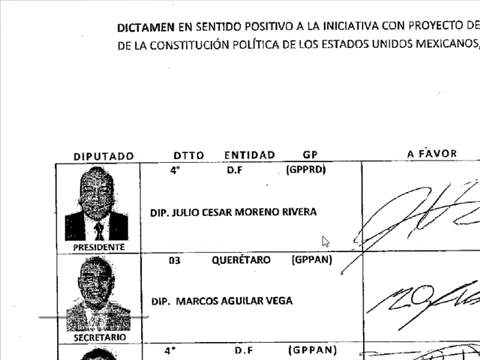 DICTAMEN EN SENTIDO POSITIVO A LA INICIATIVA CON PROYECTO DE
DE LA CONSTITUCIÓN POLÍTICA DE LOS ESTADOS UNIDOS MEXICANOS,
DIPUTADO DTTO ENTIDAD GP A FAVOR
4° D.F (GPPRD)
DIP. JULIO CESAR MORENO RIVERA
PRESIDENTE
03 QUERÉTARO (GPPAN)
DIP. MARCOS AGUILAR VEGA
SECRETARIO
4° D.F (GPPAN)